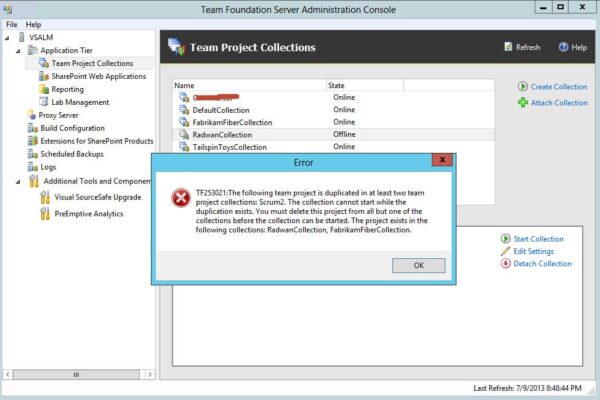 Team Foundation Server Administration Console
File Help
VSALM
Application Tier
Team Project Collections
SharePoint Web Applications
Reporting
Lab Management
Proxy Server
Build Configuration
Extensions for SharePoint Products
Scheduled Backups
Logs
Additional Tools and Component
Visual SourceSafe Upgrade
PreEmptive Analytics
Team Project Collections
Refresh Help
Name State
Online
DefaultCollection Online
FabrikamFiberCollection Online
RadwanCollection Offline
TailspinToysCollection Online
Create Collection
Attach Collection
Error
TF253021:The following team project is duplicated in at least two team
project collections: Scrum2. The collection cannot start while the
duplication exists. You must delete this project from all but one of the
collections before the collection can be started. The project exists in the
following collections: RadwanCollection, FabrikamFiberCollection.
OK
Start Collection
Edit Settings
Detach Collection
Last Refresh: 7/9/2013 8:48:44 PM